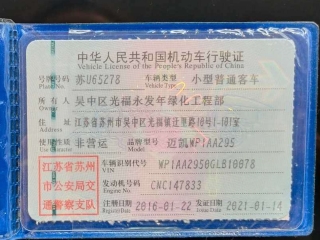 中华人民共和国机动车行驶证
Vehicle License of the People's Republic of China
号牌号码 苏U65278 车辆类型 小型普通客车
Plate No. Vehicle Type
所有人 吴中区光福永发年绿化工程部
Owner
住址 江苏省苏州市吴中区光福镇迁里路10号1-101室
Address
使用性质 非营运 品牌型号 迈凯WP1AA295
Use Character Model
江苏省苏州
市公安局交
通警察支队
车辆识别代号 WP1AA2950GLB10078
VIN
发动机号码 CNC147833
Engine No.
注册日期 2016-01-22 发证日期 2021-01-14
Register Date Issue Date